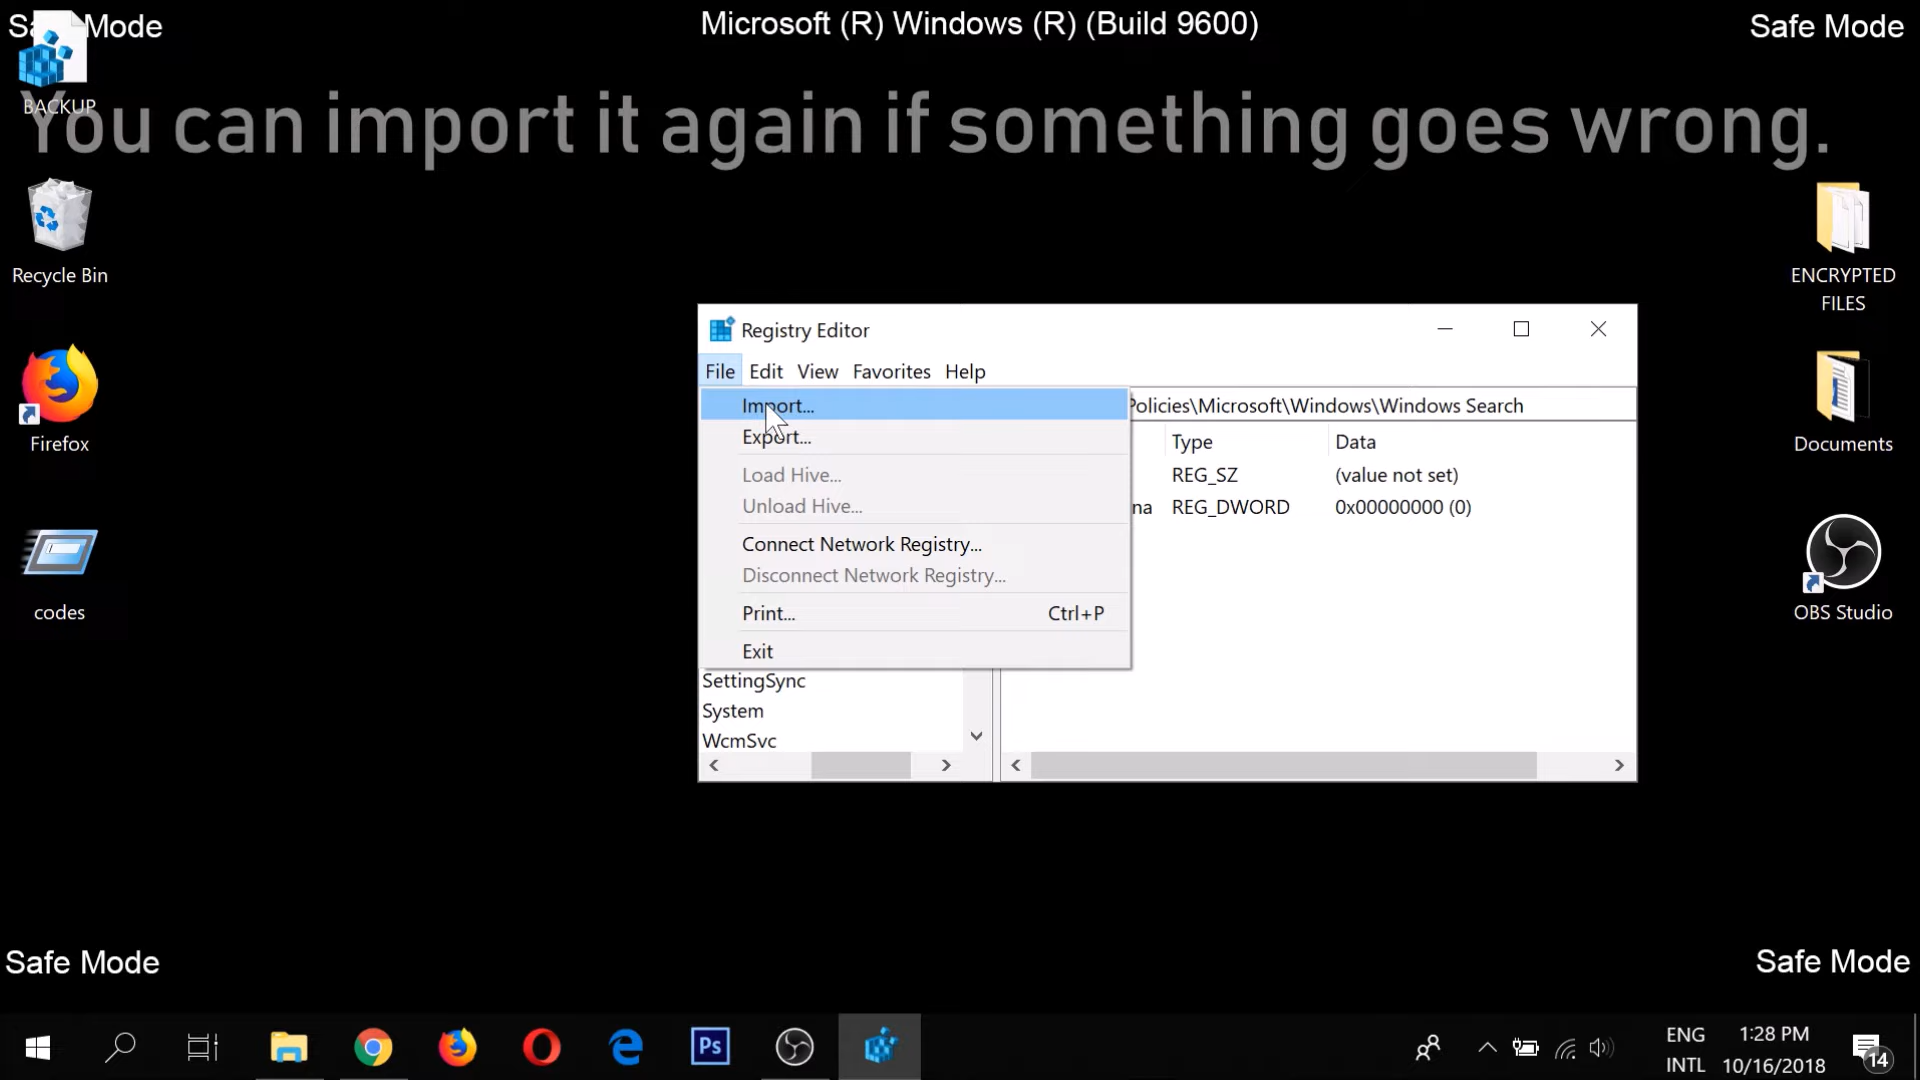 Safe Mode
Microsoft (R) Windows (R) (Build 9600)
Safe Mode
BACKUP
You can import it again if something goes wrong.
Recycle Bin
ENCRYPTED
FILES
Firefox
Documents
codes
OBS Studio
Registry Editor
File Edit View Favorites Help
Policies\Microsoft\Windows\Windows Search
Import...
Export...
Load Hive...
Unload Hive...
Connect Network Registry...
Disconnect Network Registry...
Print... Ctrl+P
Exit
Type Data
REG_SZ (value not set)
na REG_DWORD 0x00000000 (0)
SettingSync
System
WcmSvc
Safe Mode
Safe Mode
Ps
ENG
INTL
1:28 PM
10/16/2018
14